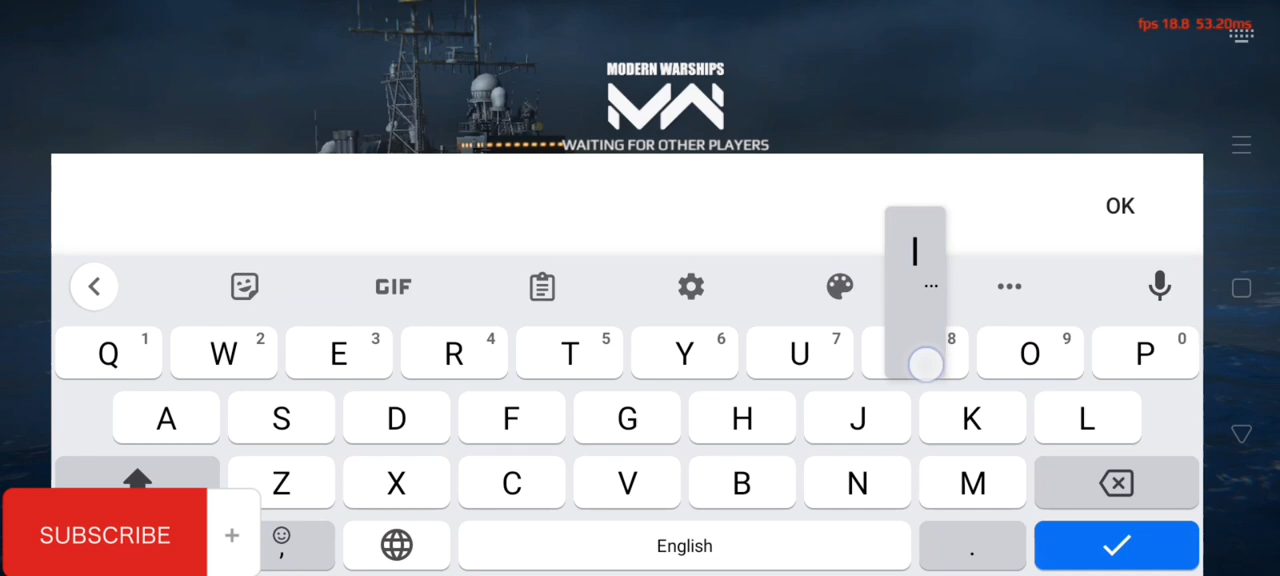 fps 18.8 53.20ms
MODERN WARSHIPS
WAITING FOR OTHER PLAYERS
OK
I
...
GIF
Q 1 W 2 E 3 R 4 T 5 Y 6 U 7 8 O 9 P 0
A S D F G H J K L
Z X C V B N M
SUBSCRIBE +
, English .